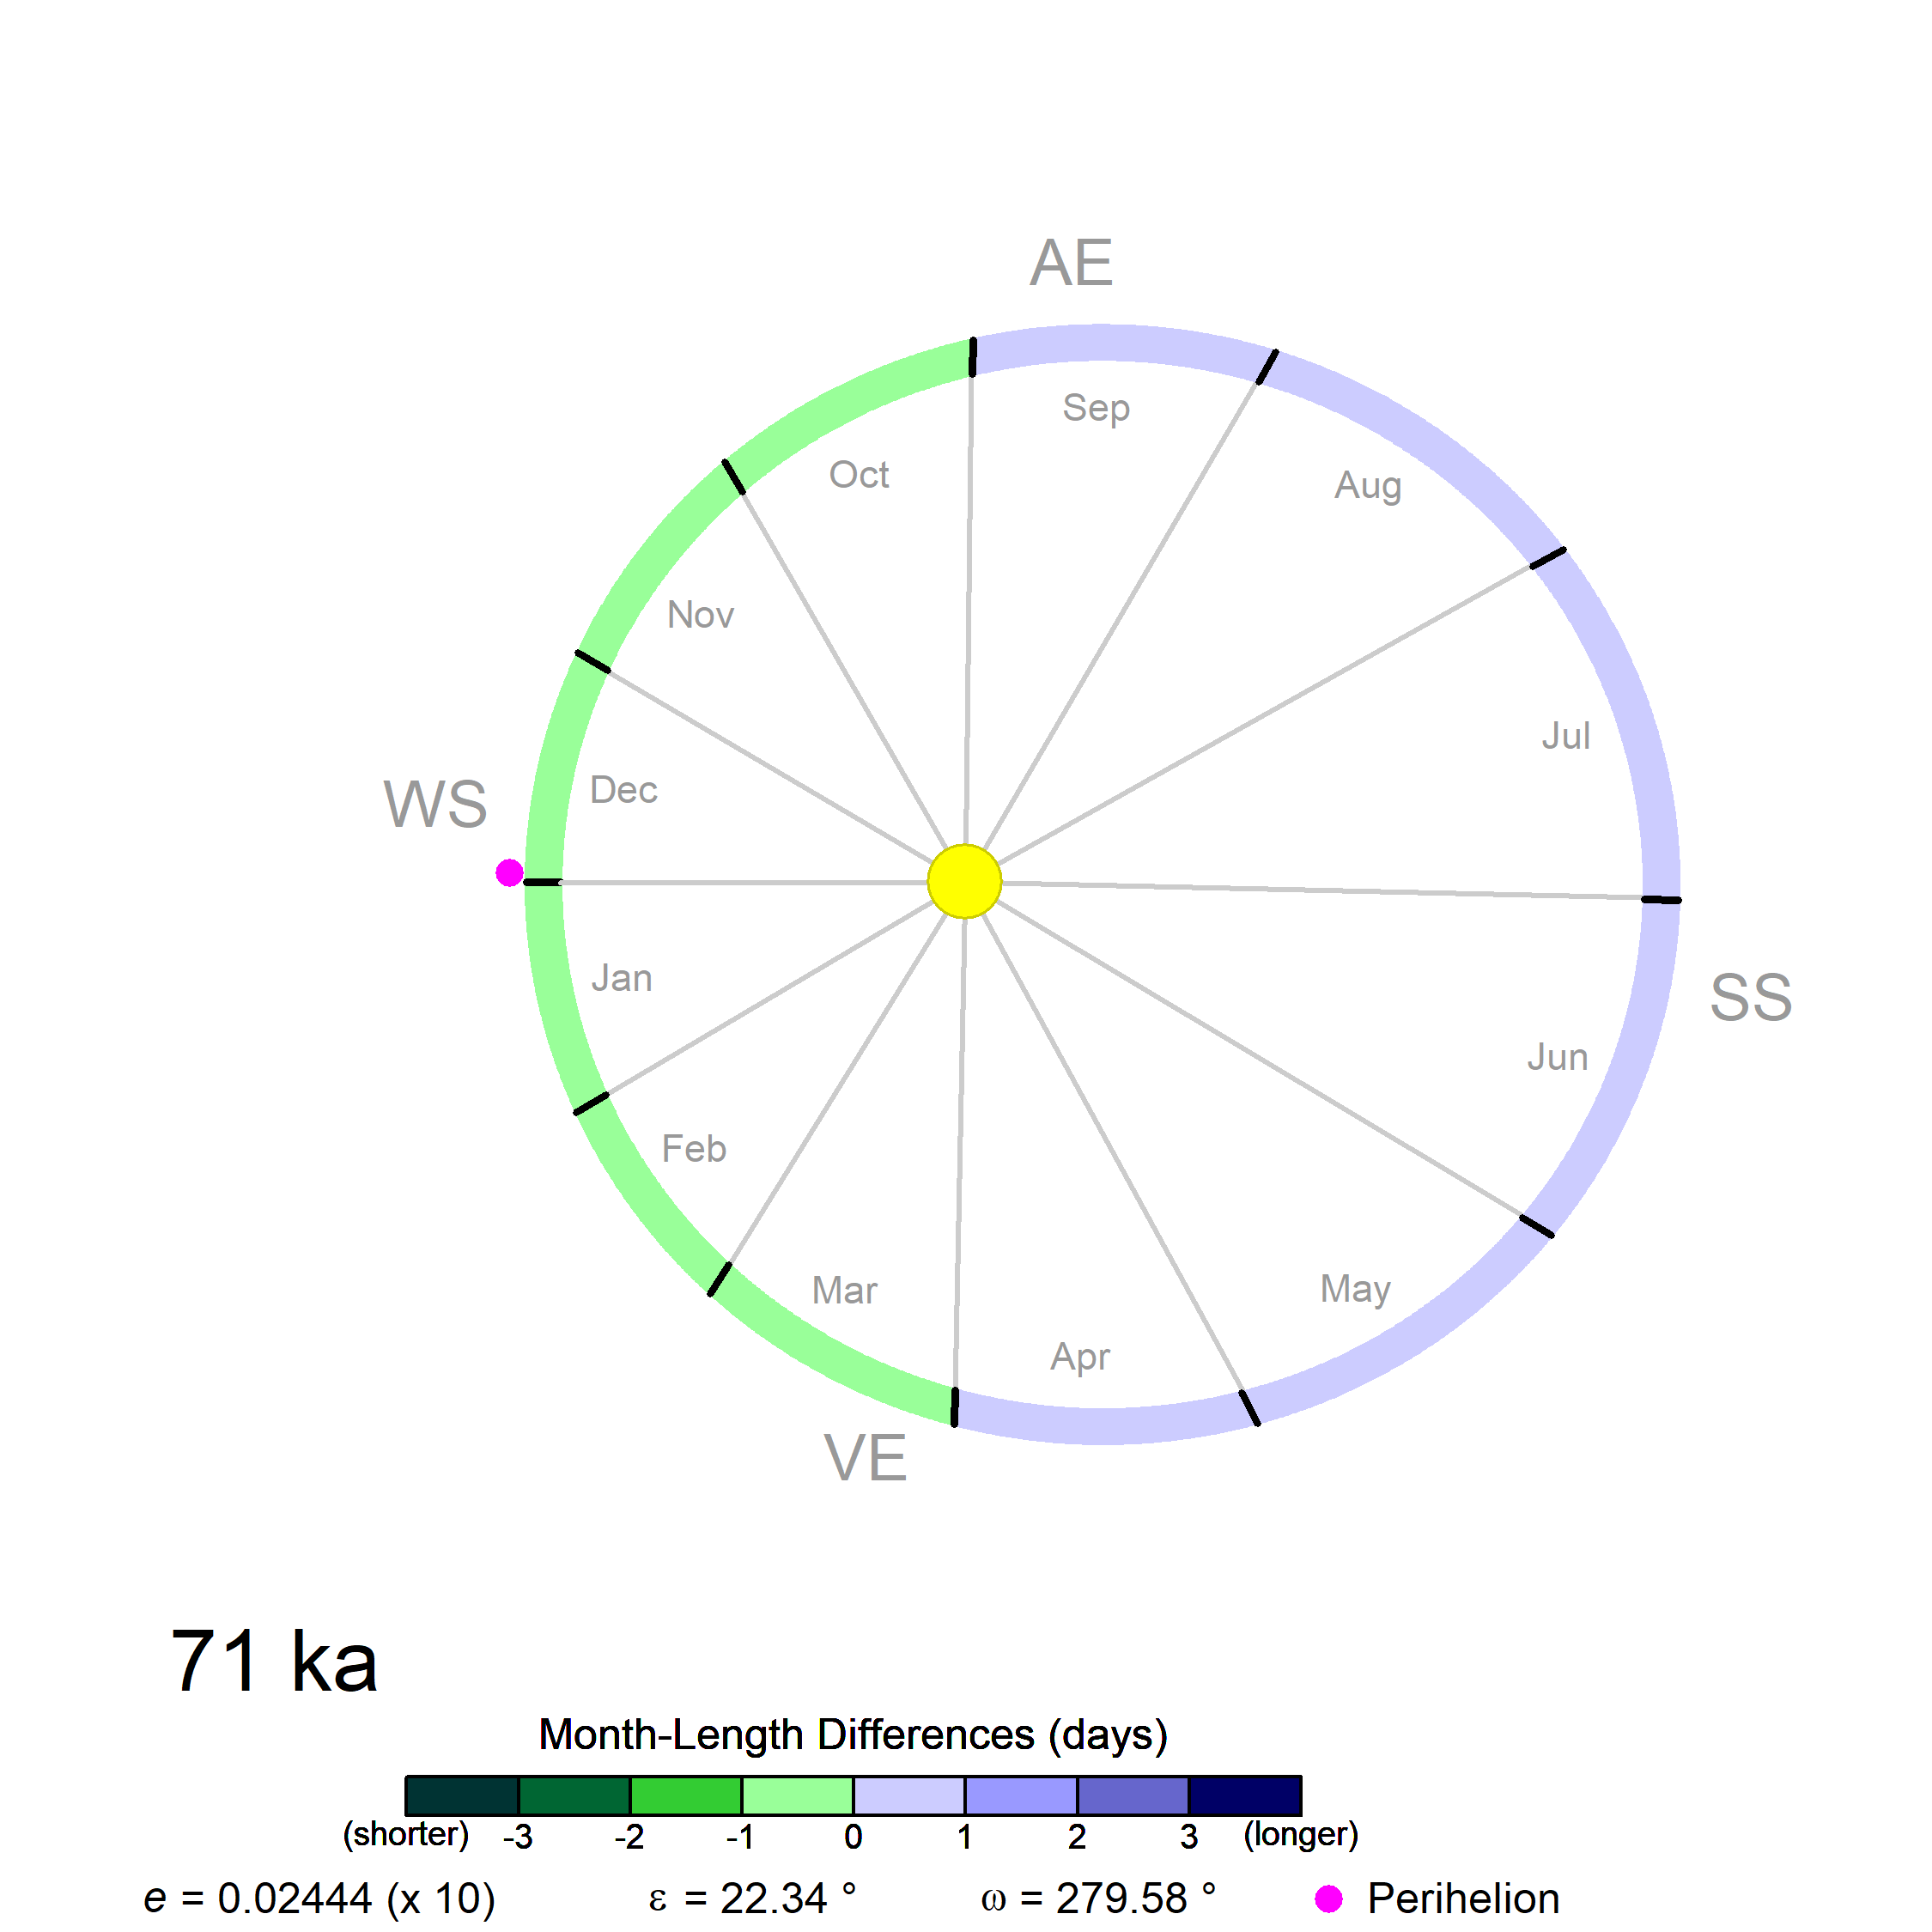 AE
Sep
Oct
Aug
Nov
Jul
WS
Dec
Jan
SS
Jun
Feb
Mar
May
Apr
VE
71 ka
Month-Length Differences (days)
(shorter) -3 -2 -1 0 1 2 3 (longer)
e = 0.02444 (x 10) ε = 22.34 ° ω = 279.58 ° Perihelion